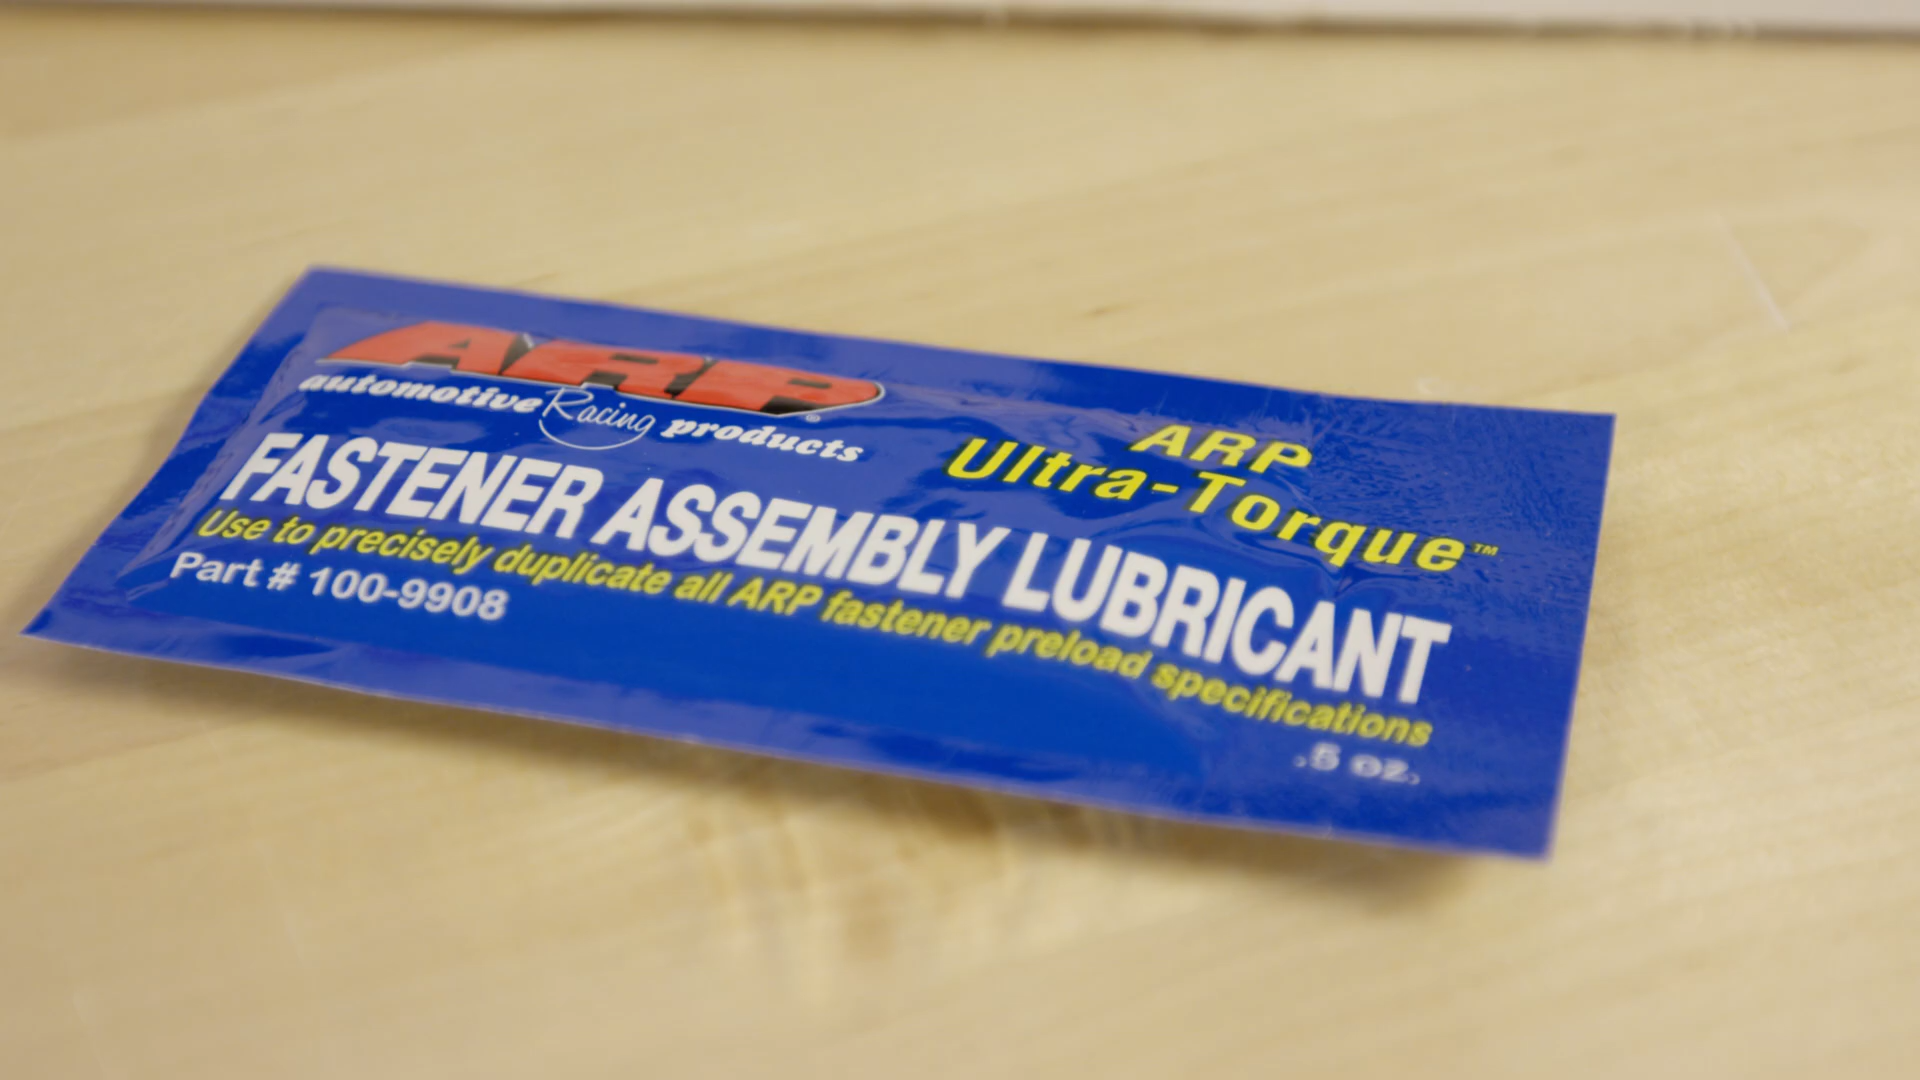 ARP
automotive Racing products
ARP
Ultra-Torque™
FASTENER ASSEMBLY LUBRICANT
Use to precisely duplicate all ARP fastener preload specifications
Part # 100-9908
.5 oz.